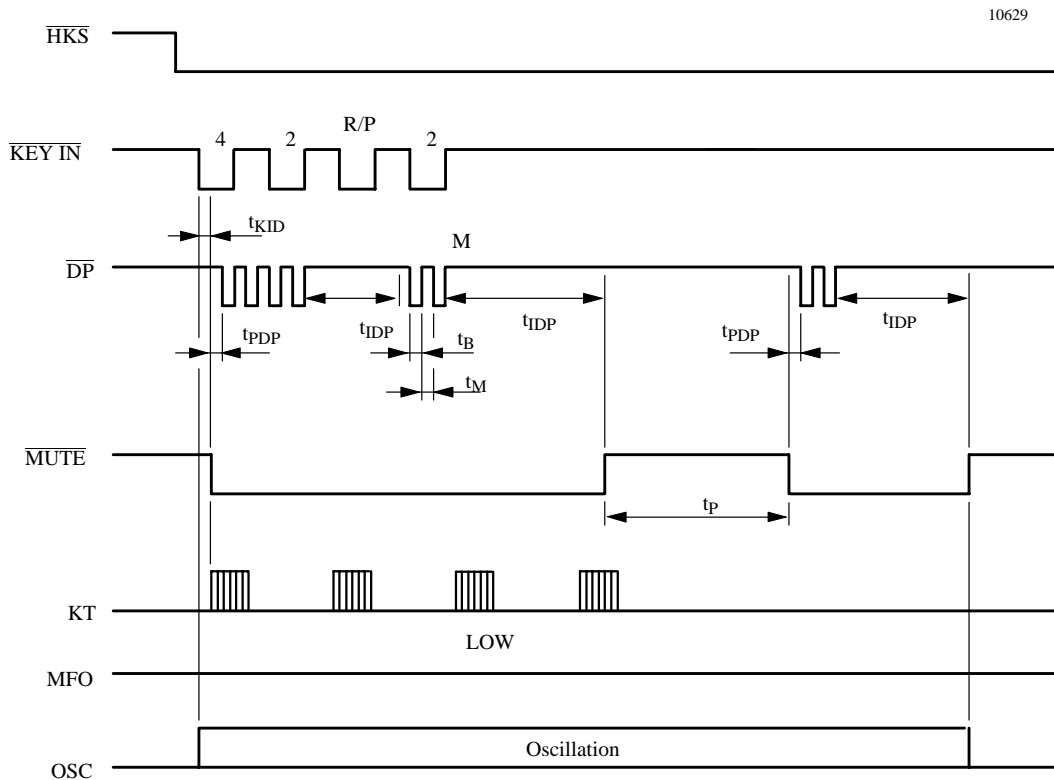 10629
HKS
4 2 R/P 2
KEY IN
tKID
M
DP
tPDP tIDP tB tIDP tPDP tIDP
tM
MUTE
tP
KT
LOW
MFO
Oscillation
OSC